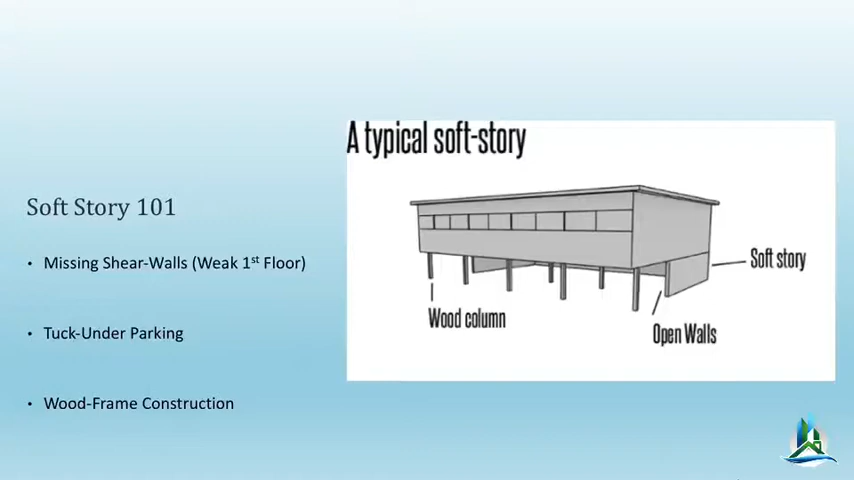 A typical soft-story
Soft Story 101
• Missing Shear-Walls (Weak 1st Floor)
Soft story
Wood column
Open Walls
• Tuck-Under Parking
• Wood-Frame Construction